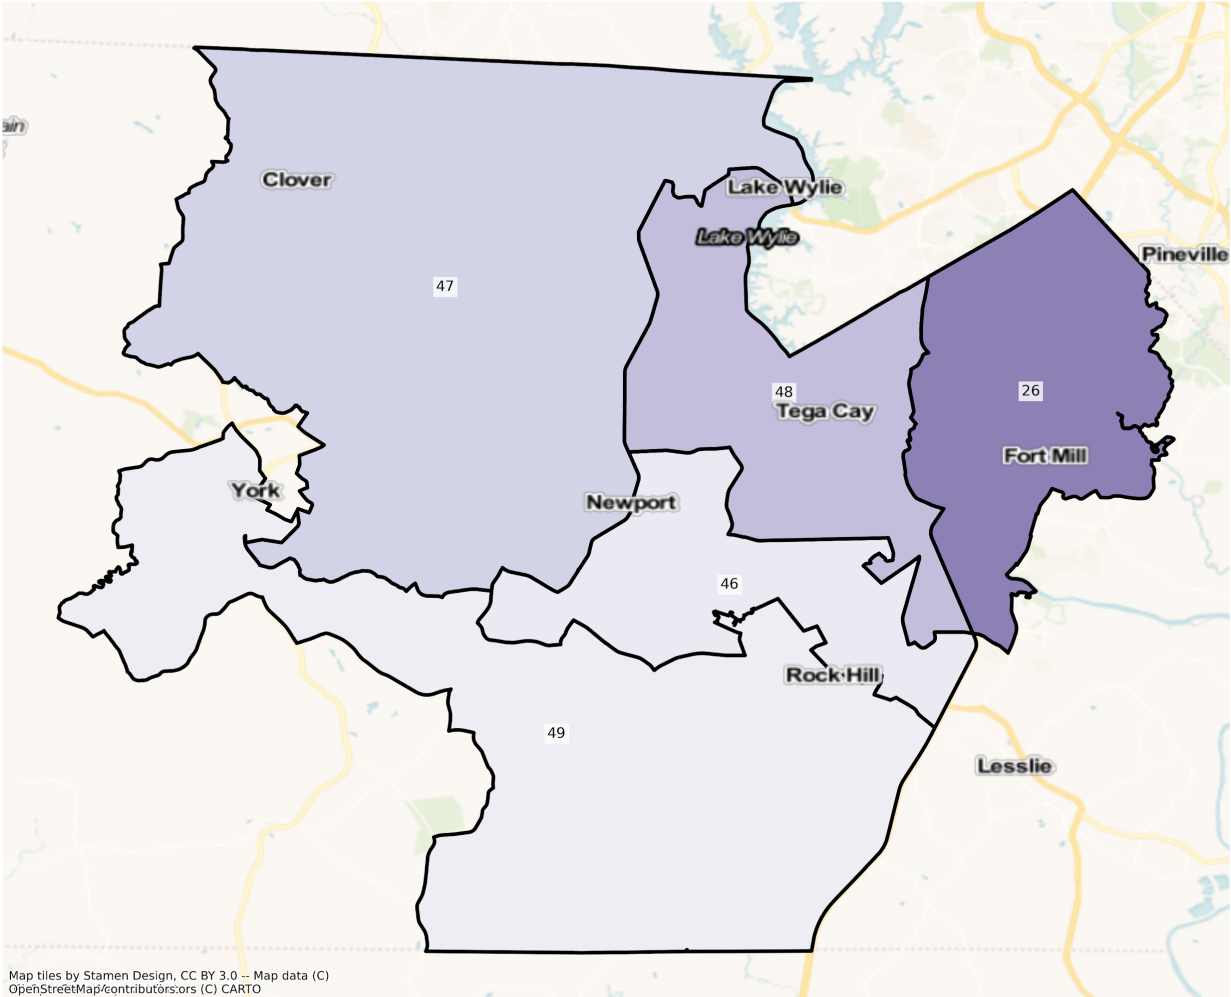 ain
Clover
Lake Wylie
Lake Wylie
Pineville
47
26
48
Tega Cay
Fort Mill
York
Newport
46
Rock Hill
49
Lesslie
Map tiles by Stamen Design, CC BY 3.0 -- Map data (C)
OpenStreetMap contributors (C) CARTO